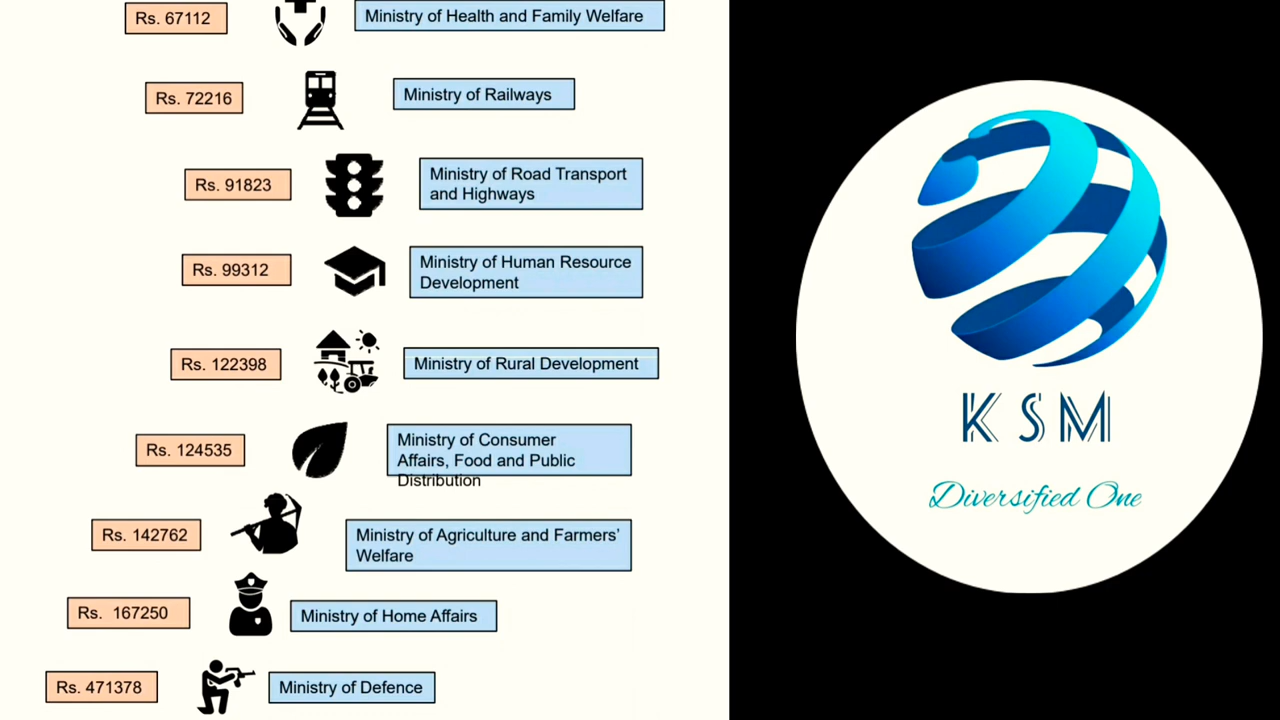 Rs. 67112
Ministry of Health and Family Welfare
Rs. 72216
Ministry of Railways
Rs. 91823
Ministry of Road Transport
and Highways
Rs. 99312
Ministry of Human Resource
Development
Rs. 122398
Ministry of Rural Development
Rs. 124535
Ministry of Consumer
Affairs, Food and Public
Distribution
Rs. 142762
Ministry of Agriculture and Farmers’
Welfare
Rs. 167250
Ministry of Home Affairs
Rs. 471378
Ministry of Defence
KSM
Diversified One